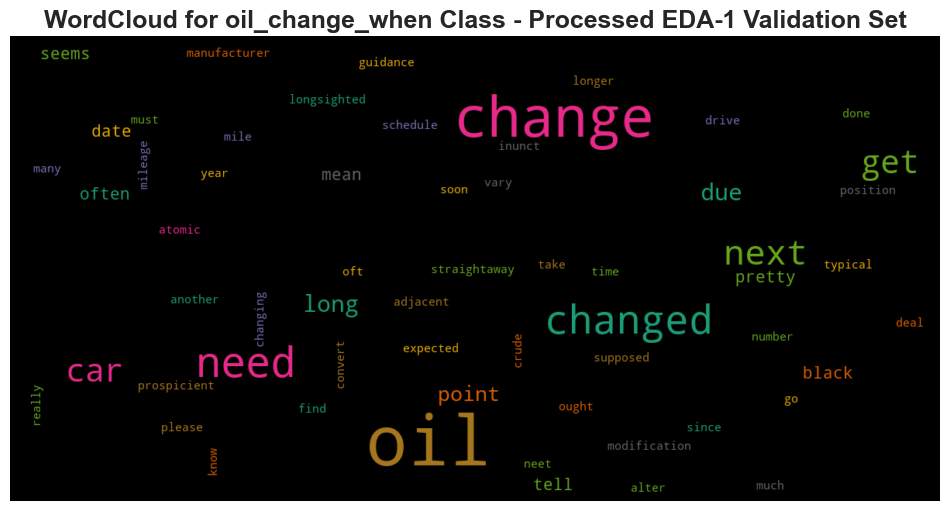 WordCloud for oil_change_when Class - Processed EDA-1 Validation Set
seems
manufacturer
guidance
longer
longsighted
change
must
date
mile
schedule
drive
done
inunct
mileage
many
year
mean
soon
vary
get
often
due
position
atomic
next
straightaway
take
time
oft
pretty
typical
another
changing
long
adjacent
changed
deal
number
car
need
convert
expected
crude
supposed
black
prospicient
really
point
find
ought
go
please
oil
since
modification
know
neet
tell
alter
much